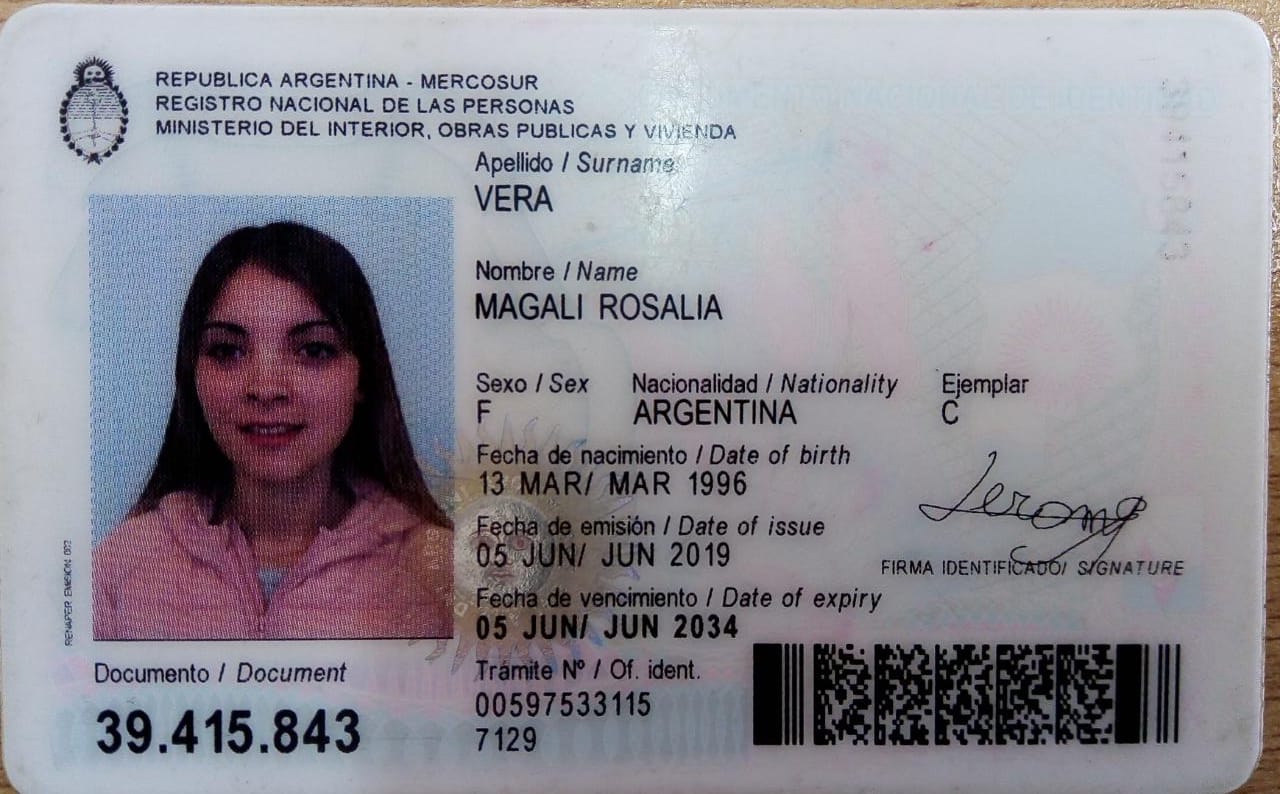 REPUBLICA ARGENTINA - MERCOSUR
REGISTRO NACIONAL DE LAS PERSONAS
MINISTERIO DEL INTERIOR, OBRAS PUBLICAS Y VIVIENDA
Apellido / Surname
VERA
Nombre / Name
MAGALI ROSALIA
Sexo / Sex Nacionalidad / Nationality Ejemplar
F ARGENTINA C
Fecha de nacimiento / Date of birth
13 MAR/ MAR 1996
Fecha de emisión / Date of issue
05 JUN/ JUN 2019
FIRMA IDENTIFICADO/ SIGNATURE
Fecha de vencimiento / Date of expiry
05 JUN/ JUN 2034
Documento / Document
39.415.843
Trámite Nº / Of. ident.
00597533115
7129